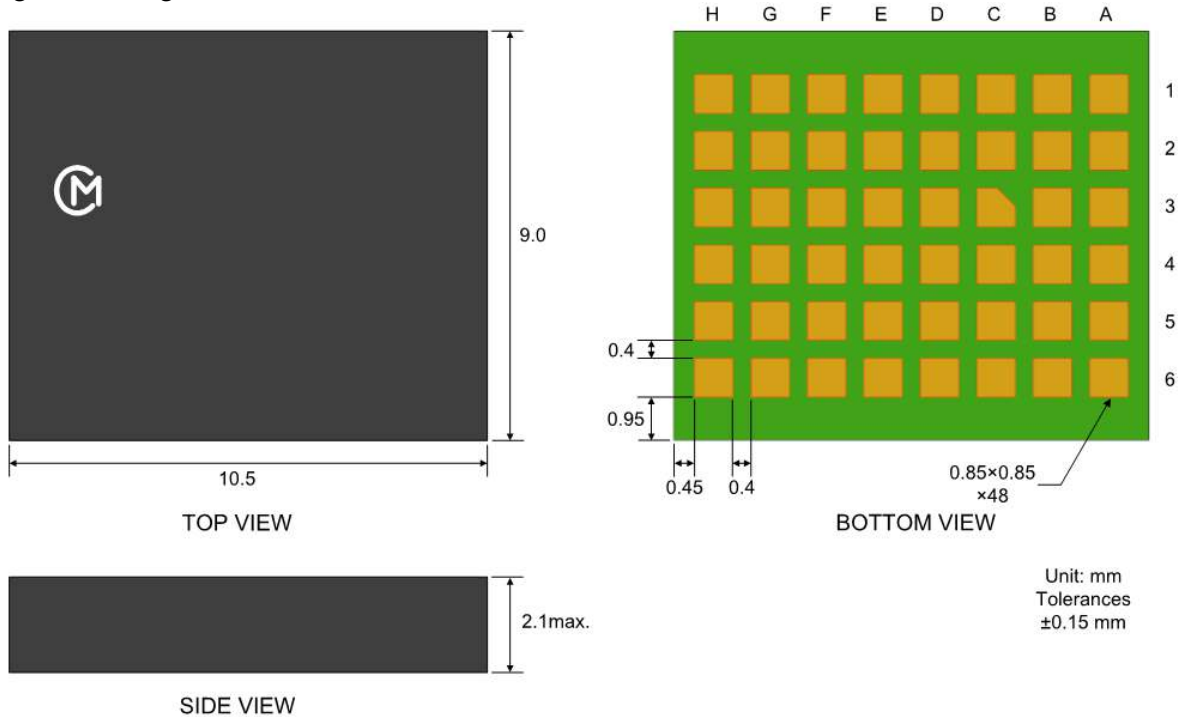 H G F E D C B A
1
2
3
4
5
6
CM
9.0
10.5
TOP VIEW
0.4
0.95
0.45 0.4
0.85×0.85
×48
BOTTOM VIEW
2.1max.
SIDE VIEW
Unit: mm
Tolerances
±0.15 mm